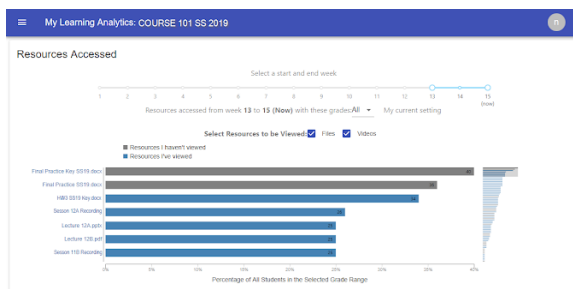 My Learning Analytics: COURSE 101 SS 2019
n
Resources Accessed
Select a start and end week
1 2 3 4 5 6 7 8 9 10 11 12 13 14 15
(now)
Resources accessed from week 13 to 15 (Now) with these grades: All My current setting
Select Resources to be Viewed: Files Videos
Resources I haven't viewed
Resources I've viewed
Final Practice Key SS19.docx
Final Practice SS19.docx
HW9 SS19 Key.docx
Session 12A Recording
Lecture 12A.pptx
Lecture 12B.pdf
Session 11B Recording
0% 5% 10% 15% 20% 25% 30% 35% 40%
Percentage of All Students in the Selected Grade Range